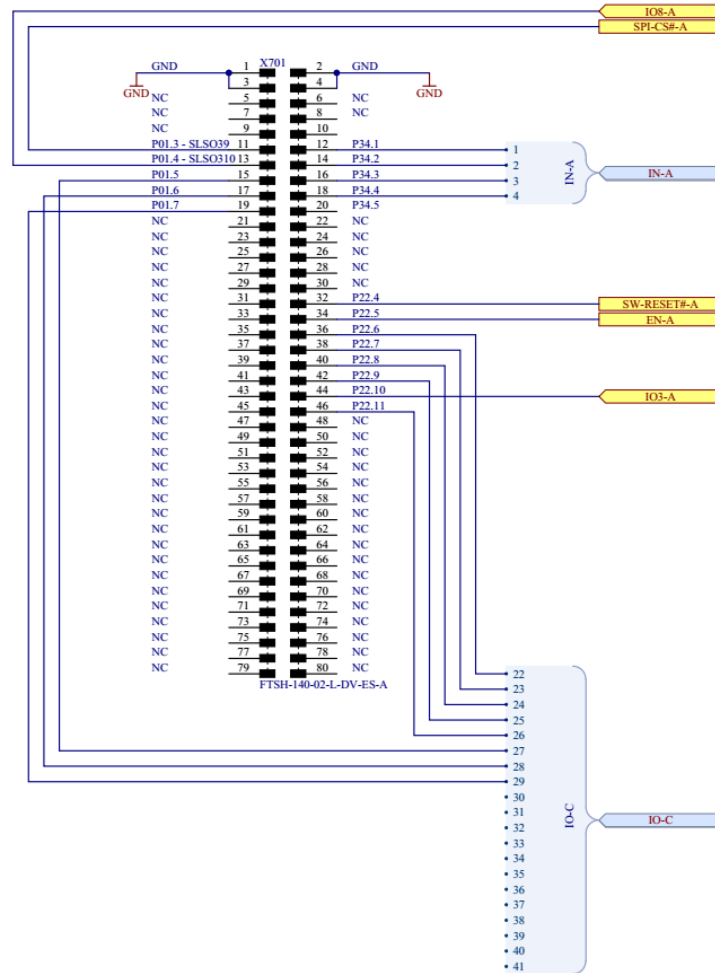 IO8-A
SPI-CS#-A
X701
GND 1 2 GND
3 4
GND GND
NC 5 6 NC
NC 7 8 NC
NC 9 10
P01.3 - SLSO39 11 12 P34.1 1
P01.4 - SLSO310 13 14 P34.2 2
P01.5 15 16 P34.3 3
P01.6 17 18 P34.4 4
IN-A IN-A
P01.7 19 20 P34.5
NC 21 22 NC
NC 23 24 NC
NC 25 26 NC
NC 27 28 NC
NC 29 30 NC
NC 31 32 P22.4 SW-RESET#-A
NC 33 34 P22.5 EN-A
NC 35 36 P22.6
NC 37 38 P22.7
NC 39 40 P22.8
NC 41 42 P22.9
NC 43 44 P22.10 IO3-A
NC 45 46 P22.11
NC 47 48 NC
NC 49 50 NC
NC 51 52 NC
NC 53 54 NC
NC 55 56 NC
NC 57 58 NC
NC 59 60 NC
NC 61 62 NC
NC 63 64 NC
NC 65 66 NC
NC 67 68 NC
NC 69 70 NC
NC 71 72 NC
NC 73 74 NC
NC 75 76 NC
NC 77 78 NC
NC 79 80 NC
FTSH-140-02-L-DV-ES-A
22
23
24
25
26
27
28
29
30
31
32
33
34
35
36
37
38
39
40
41
IO-C IO-C